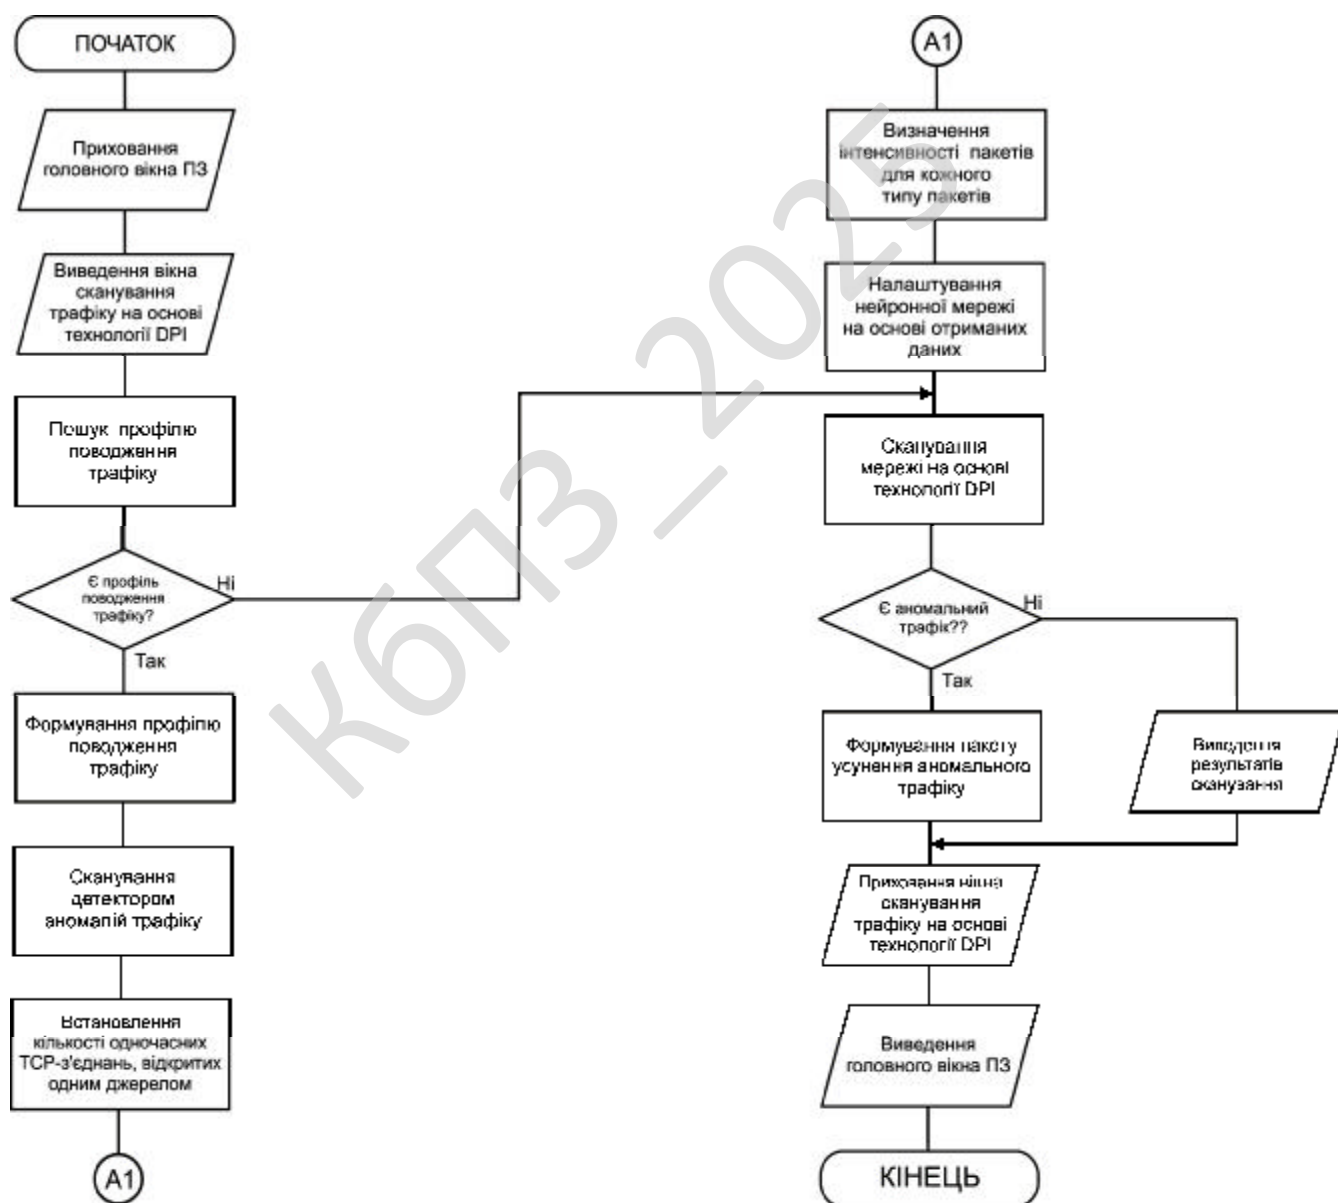 ПОЧАТОК
Приховання
головного вікна ПЗ
Виведення вікна
сканування
трафіку на основі
технології DPI
Пошук профілю
поводження
трафіку
Є профіль
поводження
трафіку?
Ні
Так
Формування профілю
поводження
трафіку
Сканування
детектором
аномалій трафіку
Встановлення
кількості одночасних
TCP-з'єднань, відкритих
одним джерелом
А1
А1
Визначення
інтенсивності пакетів
для кожного
типу пакетів
Налаштування
нейронної мережі
на основі отриманих
даних
Сканування
мережі на основі
технології DPI
Є аномальний
трафік??
Ні
Так
Формування пакету
усунення аномального
трафіку
Виведення
результатів
сканування
Приховання вікна
сканування
трафіку на основі
технології DPI
Виведення
головного вікна ПЗ
КІНЕЦЬ
КбПЗ_2025